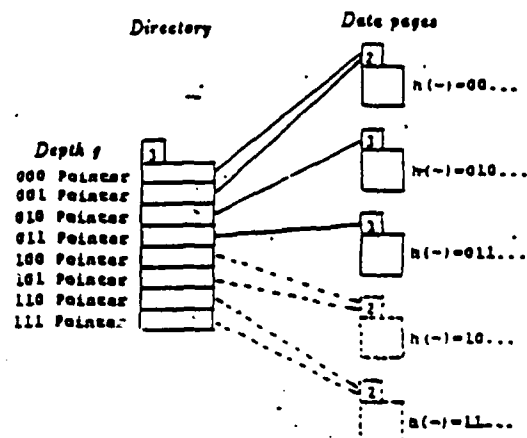 Directory
Data pages
2
h(-)=00...
Depth g
3
000 Pointer
001 Pointer
010 Pointer
011 Pointer
100 Pointer
101 Pointer
110 Pointer
111 Pointer
3
h(-)=010...
3
h(-)=011...
2
h(-)=10...
2
h(-)=11...